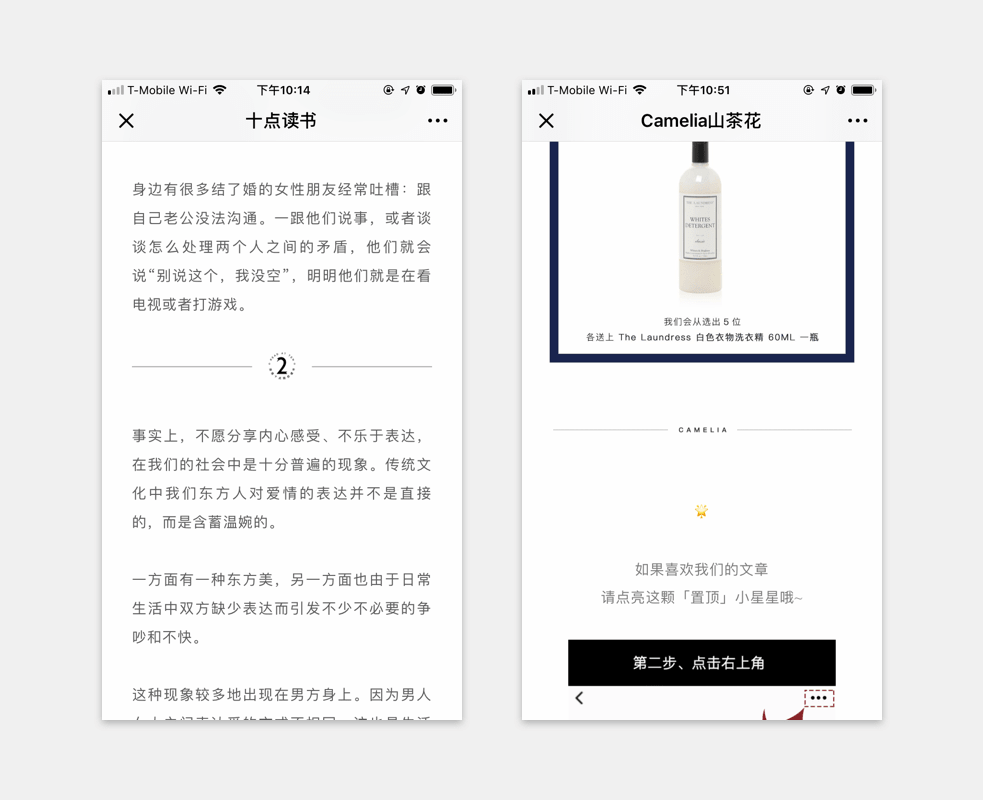 T-Mobile Wi-Fi 下午10:14
十点读书
身边有很多结了婚的女性朋友经常吐槽：跟
自己老公没法沟通。一跟他们说事，或者谈
谈怎么处理两个人之间的矛盾，他们就会
说“别说这个，我没空”，明明他们就是在看
电视或者打游戏。
2
事实上，不愿分享内心感受、不乐于表达，
在我们的社会中是十分普遍的现象。传统文
化中我们东方人对爱情的表达并不是直接
的，而是含蓄温婉的。
一方面有一种东方美，另一方面也由于日常
生活中双方缺少表达而引发不少不必要的争
吵和不快。
这种现象较多地出现在男方身上。因为男人
T-Mobile Wi-Fi 下午10:51
Camelia山茶花
THE LAUNDRESS
WHITES
DETERGENT
我们会从选出 5 位
各送上 The Laundress 白色衣物洗衣精 60ML 一瓶
CAMELIA
如果喜欢我们的文章
请点亮这颗「置顶」小星星哦~
第二步、点击右上角